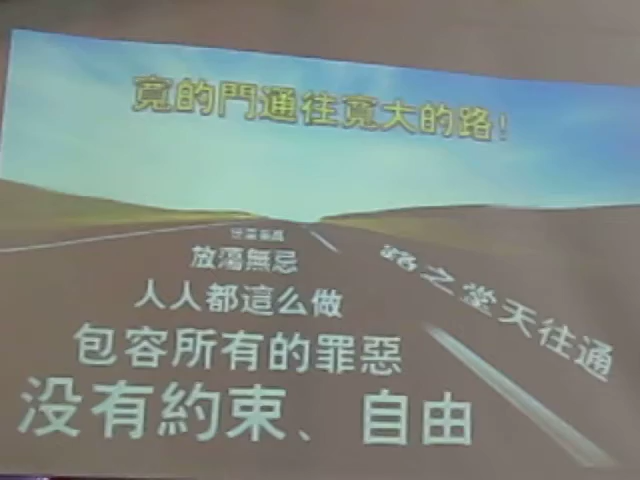 寬的門通往寬大的路!
放蕩無忌
人人都這么做
包容所有的罪惡
没有約束、自由
通往天堂之路